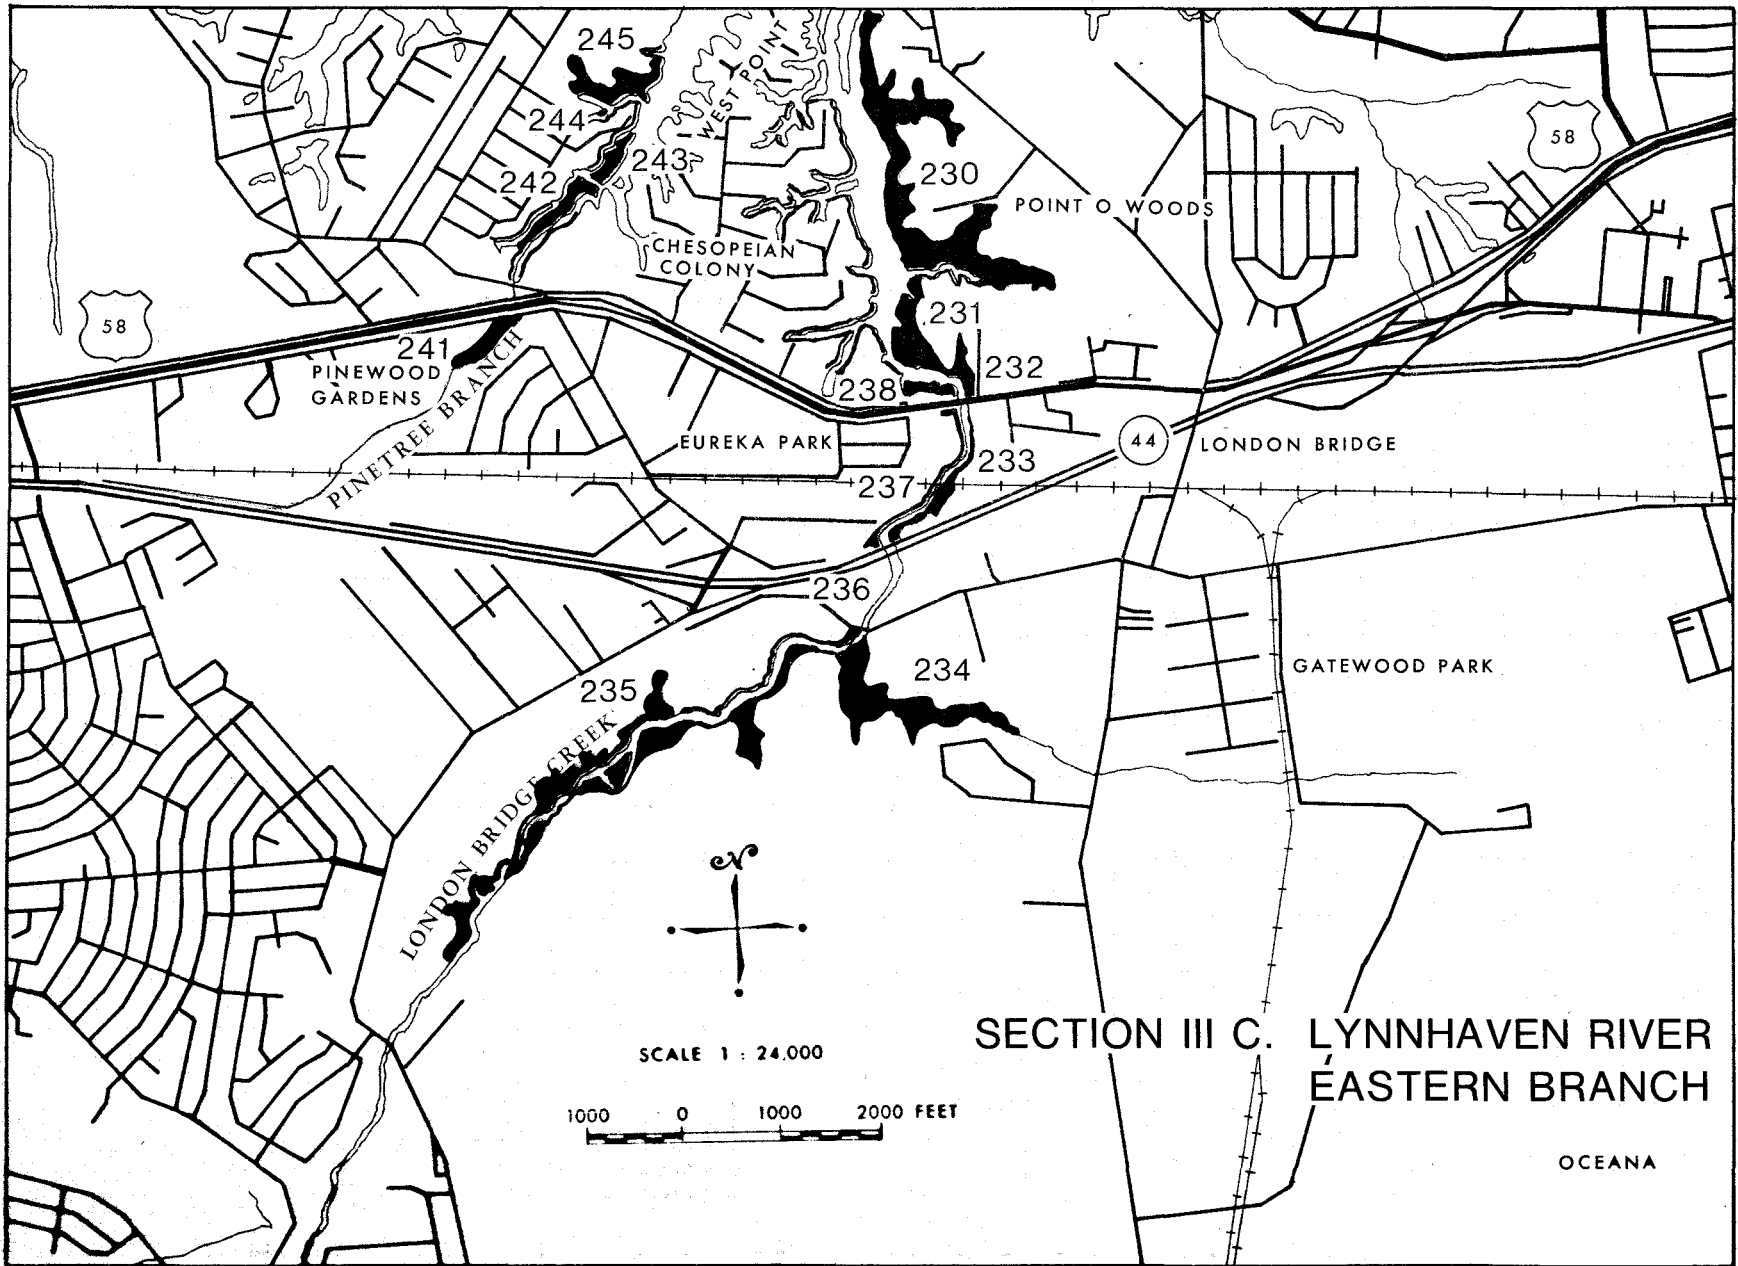 245
WEST POINT
244
58
243
242
230
POINT O WOODS
CHESOPEIAN
COLONY
231
58
241
232
PINEWOOD
GARDENS
238
PINETREE BRANCH
EUREKA PARK
44
LONDON BRIDGE
233
237
236
235
234
GATEWOOD PARK
LONDON BRIDGE CREEK
N
SCALE 1 : 24,000
1000 0 1000 2000 FEET
SECTION III C. LYNNHAVEN RIVER
EASTERN BRANCH
OCEANA